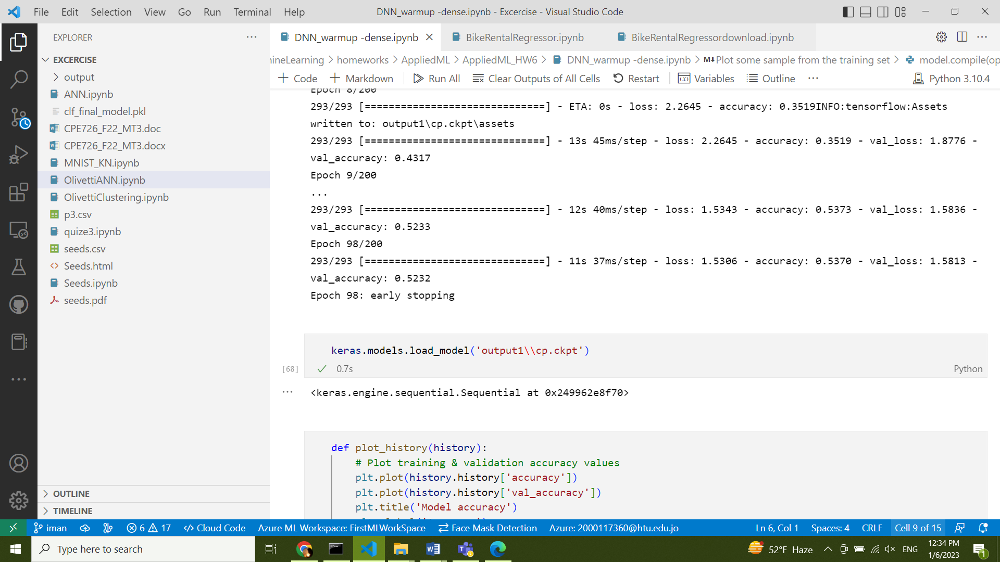 File Edit Selection View Go Run Terminal Help
DNN_warmup -dense.ipynb - Excercise - Visual Studio Code
EXPLORER
EXCERCISE
output
ANN.ipynb
clf_final_model.pkl
CPE726_F22_MT3.doc
CPE726_F22_MT3.docx
MNIST_KN.ipynb
OlivettiANN.ipynb
OlivettiClustering.ipynb
p3.csv
quize3.ipynb
seeds.csv
Seeds.html
Seeds.ipynb
seeds.pdf
OUTLINE
TIMELINE
DNN_warmup -dense.ipynb BikeRentalRegressor.ipynb BikeRentalRegressordownload.ipynb
hineLearning > homeworks > AppliedML > AppliedML_HW6 > DNN_warmup -dense.ipynb > M↓Plot some sample from the training set > model.compile(op
+ Code + Markdown Run All Clear Outputs of All Cells Restart Variables Outline ··· Python 3.10.4
Epoch 8/200
293/293 [==============================] - ETA: 0s - loss: 2.2645 - accuracy: 0.3519INFO:tensorflow:Assets
written to: output1\cp.ckpt\assets
293/293 [==============================] - 13s 45ms/step - loss: 2.2645 - accuracy: 0.3519 - val_loss: 1.8776 -
val_accuracy: 0.4317
Epoch 9/200
...
293/293 [==============================] - 12s 40ms/step - loss: 1.5343 - accuracy: 0.5373 - val_loss: 1.5836 -
val_accuracy: 0.5233
Epoch 98/200
293/293 [==============================] - 11s 37ms/step - loss: 1.5306 - accuracy: 0.5370 - val_loss: 1.5813 -
val_accuracy: 0.5232
Epoch 98: early stopping
keras.models.load_model('output1\\cp.ckpt')
[68] 0.7s Python
<keras.engine.sequential.Sequential at 0x249962e8f70>
def plot_history(history):
# Plot training & validation accuracy values
plt.plot(history.history['accuracy'])
plt.plot(history.history['val_accuracy'])
plt.title('Model accuracy')
iman 6 17 Cloud Code Azure ML Workspace: FirstMLWorkSpace Face Mask Detection Azure: 2000117360@htu.edu.jo Ln 6, Col 1 Spaces: 4 CRLF Cell 9 of 15
Type here to search
52°F Haze ENG
12:34 PM
1/6/2023
1